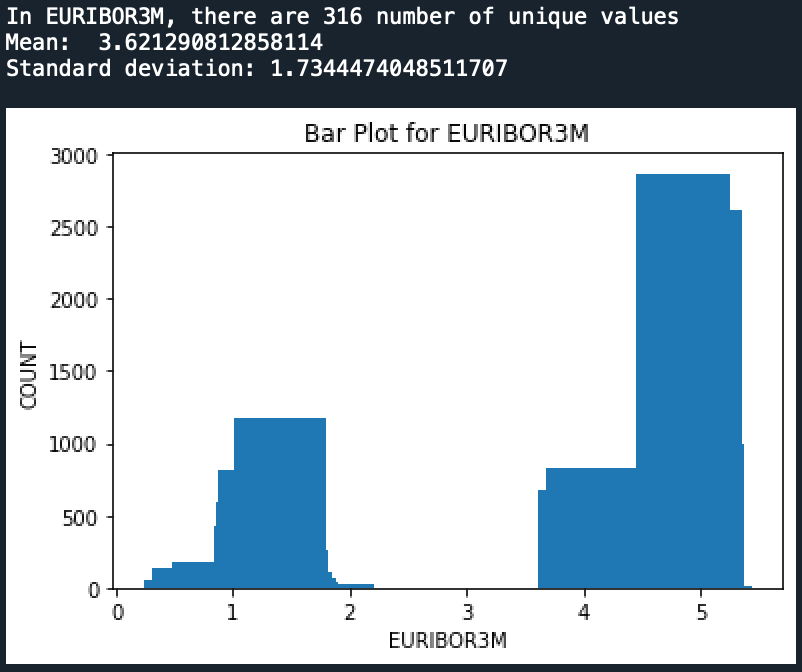 In EURIBOR3M, there are 316 number of unique values
Mean:  3.621290812858114
Standard deviation: 1.7344474048511707
Bar Plot for EURIBOR3M
3000
2500
2000
1500
1000
500
0
COUNT
0 1 2 3 4 5
EURIBOR3M